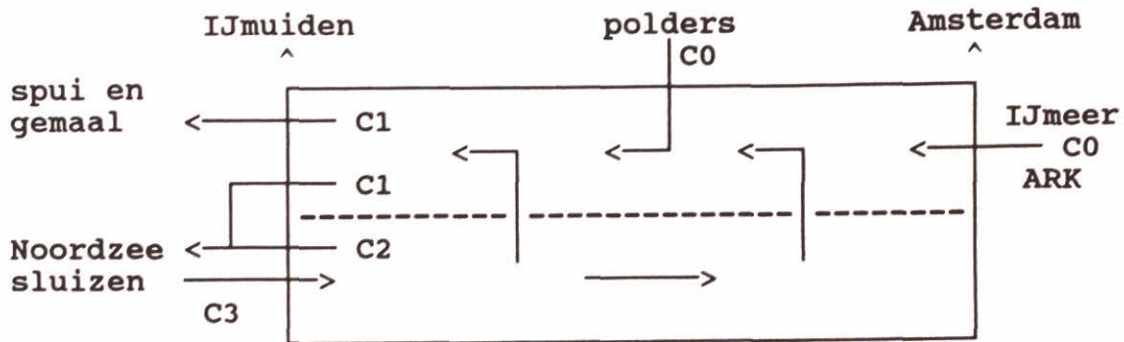 IJmuiden
polders
Amsterdam
C0
spui en
gemaal
C1
IJmeer
C0
ARK
C1
Noordzee
sluizen
C2
C3